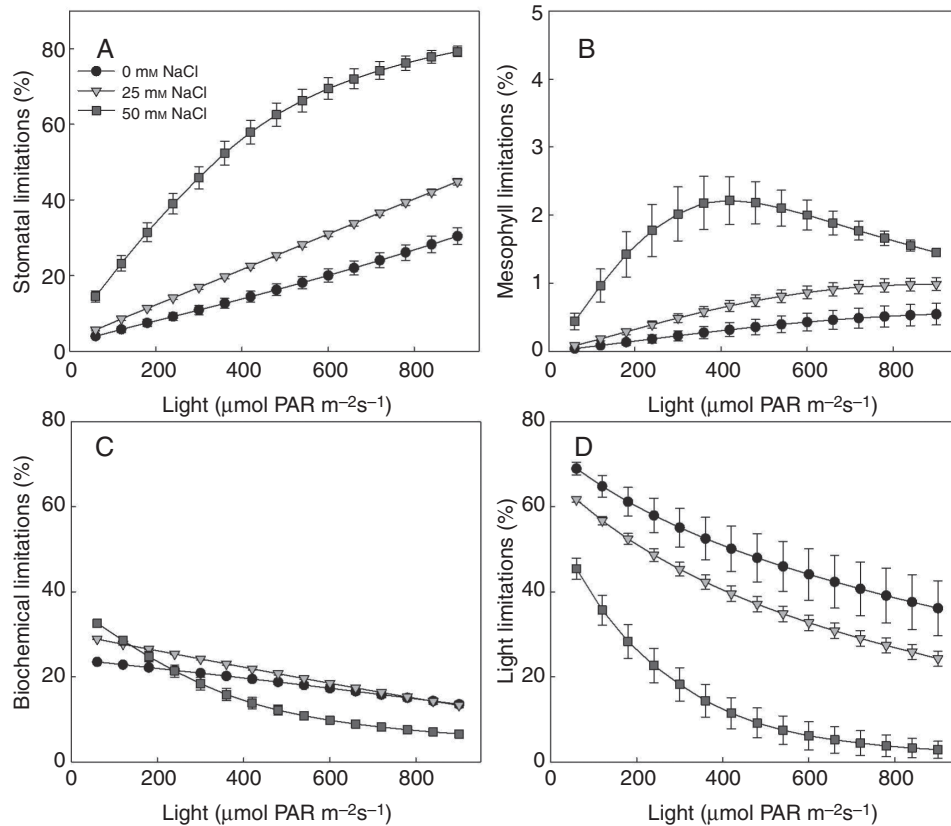 A
0 mM NaCl
25 mM NaCl
50 mM NaCl
Stomatal limitations (%)
80
60
40
20
0
0 200 400 600 800
Light (μmol PAR m−2s−1)
B
Mesophyll limitations (%)
5
4
3
2
1
0
0 200 400 600 800
Light (μmol PAR m−2s−1)
C
Biochemical limitations (%)
80
60
40
20
0
0 200 400 600 800
Light (μmol PAR m−2s−1)
D
Light limitations (%)
80
60
40
20
0
0 200 400 600 800
Light (μmol PAR m−2s−1)